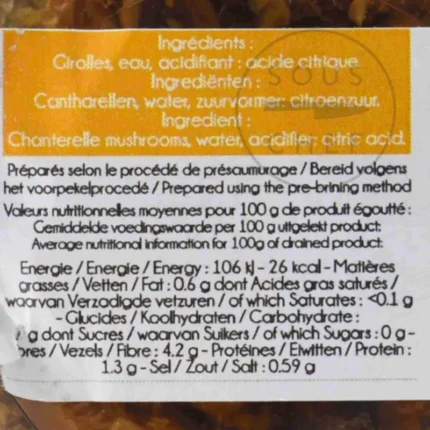 Ingrédients :
Girolles, eau, acidifiant : acide citrique.
Ingrediënten :
Cantharellen, water, zuurvormer: citroenzuur.
Ingredient :
Chanterelle mushrooms, water, acidifier: citric acid.
SOUS
Préparés selon le procédé de présaumurage / Bereid volgens
het voorpekelprocedé / Prepared using the pre-brining method
Valeurs nutritionnelles moyennes pour 100 g de produit égoutté :
Gemiddelde voedingswaarde per 100 g uitgelekt product:
Average nutritional information for 100g of drained product:
Energie / Energie / Energy : 106 kJ - 26 kcal - Matières
grasses / Vetten / Fat : 0.6 g dont Acides gras saturés /
waarvan Verzadigde vetzuren / of which Saturates : <0.1 g
- Glucides / Koolhydraten / Carbohydrate :
g dont Sucres / waarvan Suikers / of which Sugars : 0 g -
bres / Vezels / Fibre : 4.2 g - Protéines / Eiwitten / Protein :
1.3 g - Sel / Zout / Salt : 0.59 g